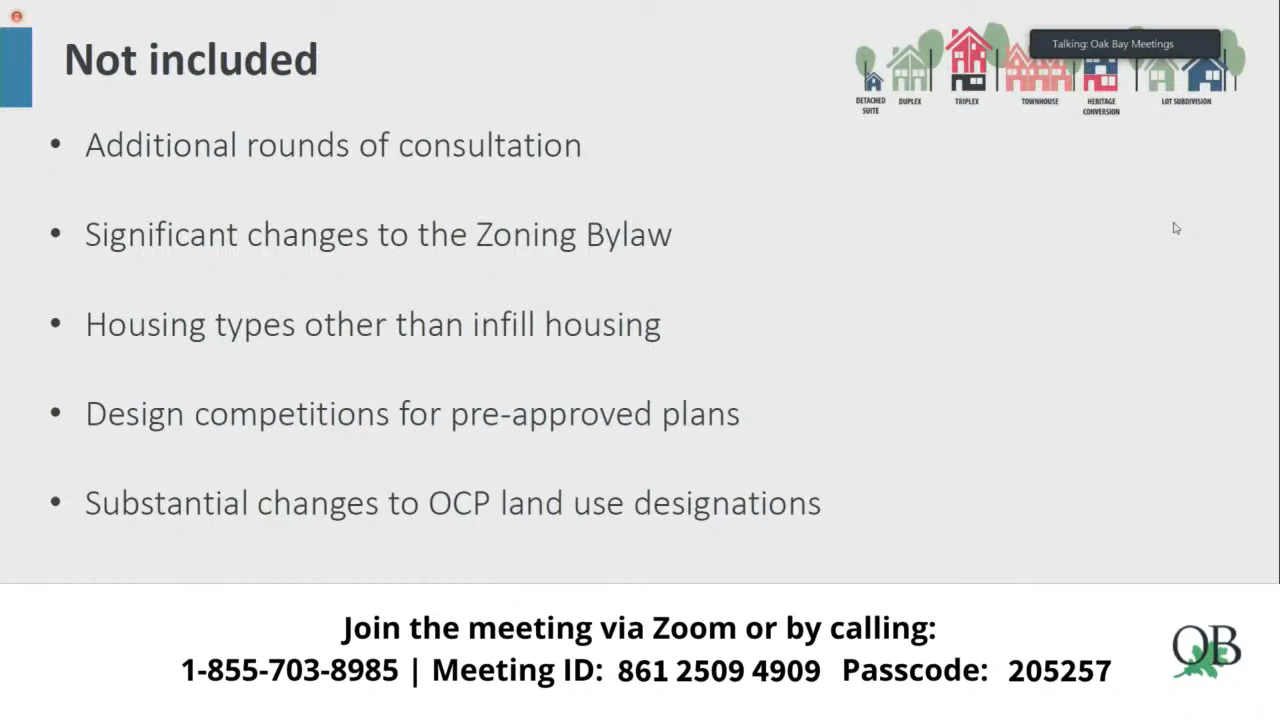 Not included
Talking: Oak Bay Meetings
DETACHED SUITE
DUPLEX
TRIPLEX
TOWNHOUSE
HERITAGE CONVERSION
LOT SUBDIVISION
• Additional rounds of consultation
• Significant changes to the Zoning Bylaw
• Housing types other than infill housing
• Design competitions for pre-approved plans
• Substantial changes to OCP land use designations
Join the meeting via Zoom or by calling:
1-855-703-8985 | Meeting ID: 861 2509 4909 Passcode: 205257
OB